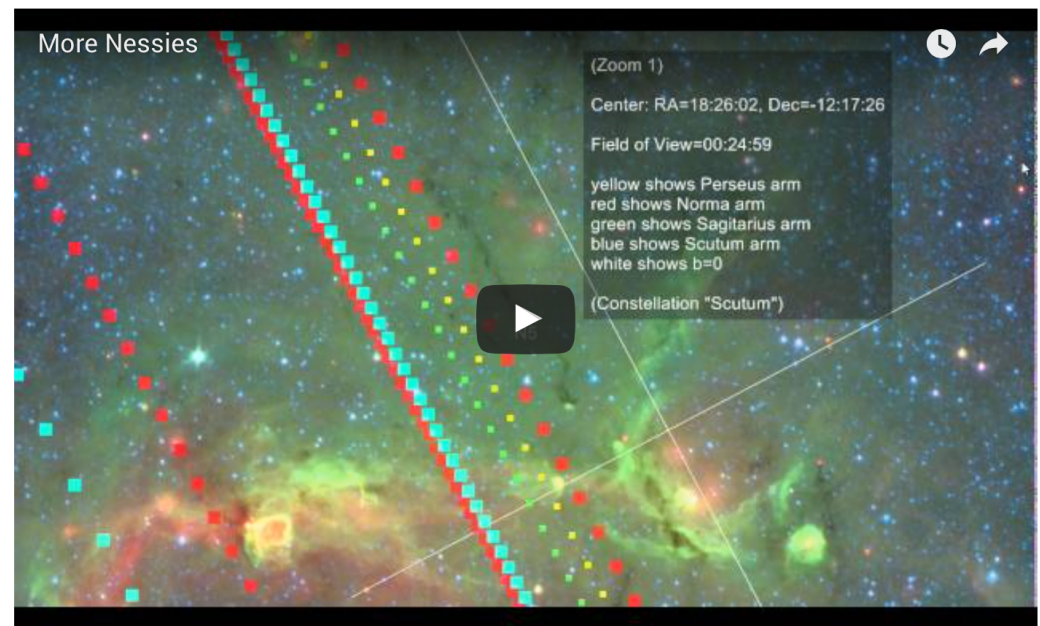 More Nessies
(Zoom 1)
Center: RA=18:26:02, Dec=-12:17:26
Field of View=00:24:59
yellow shows Perseus arm
red shows Norma arm
green shows Sagitarius arm
blue shows Scutum arm
white shows b=0
(Constellation "Scutum")